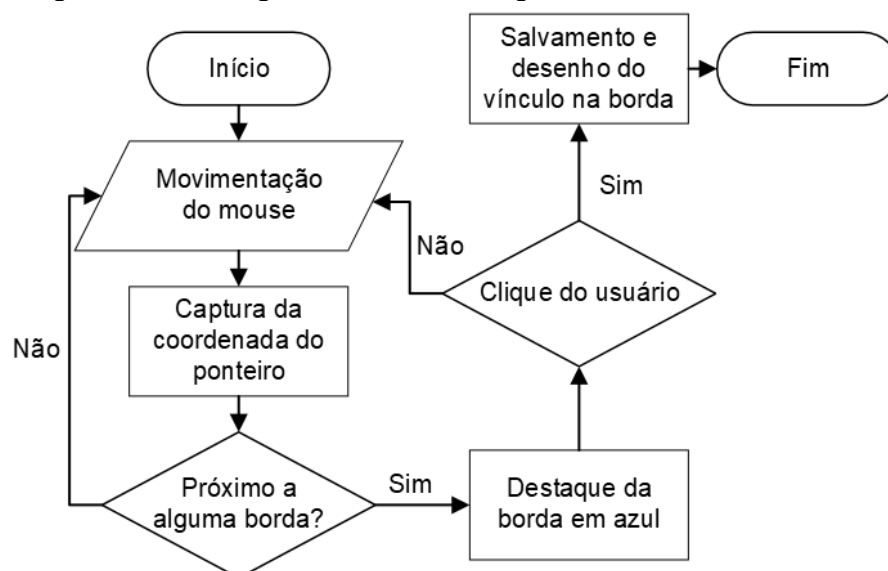 Início
Movimentação
do mouse
Captura da
coordenada do
ponteiro
Próximo a
alguma borda?
Não
Sim
Destaque da
borda em azul
Clique do usuário
Não
Sim
Salvamento e
desenho do
vínculo na borda
Fim